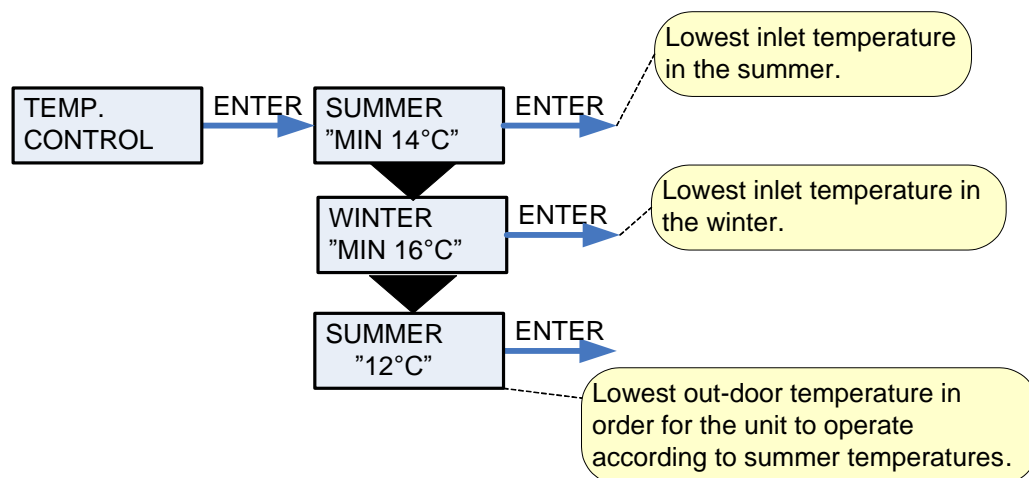 Lowest inlet temperature
in the summer.
TEMP.
CONTROL
ENTER
SUMMER
”MIN 14°C”
ENTER
WINTER
”MIN 16°C”
ENTER
Lowest inlet temperature in
the winter.
SUMMER
”12°C”
ENTER
Lowest out-door temperature in
order for the unit to operate
according to summer temperatures.